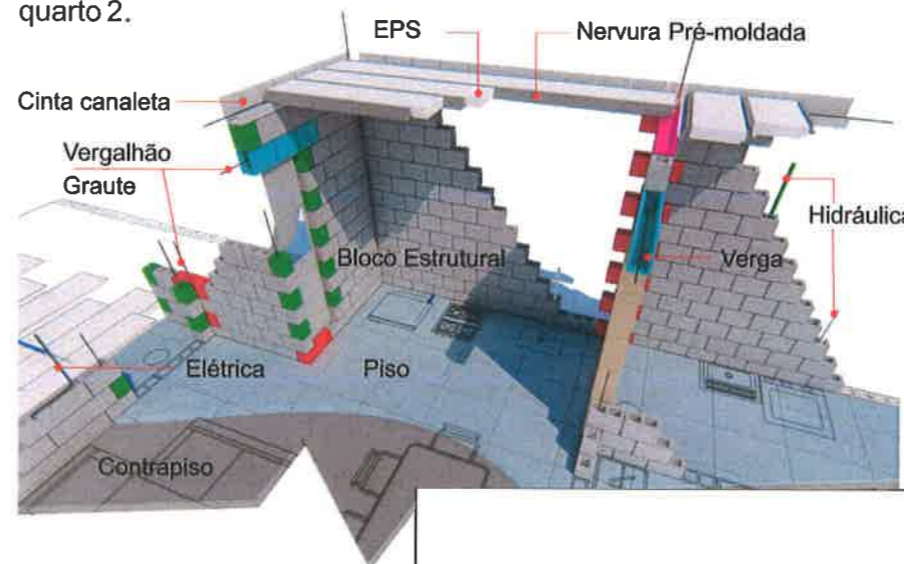 quarto 2.
EPS
Nervura Pré-moldada
Cinta canaleta
Vergalhão
Graute
Hidráulica
Bloco Estrutural
Verga
Elétrica
Piso
Contrapiso